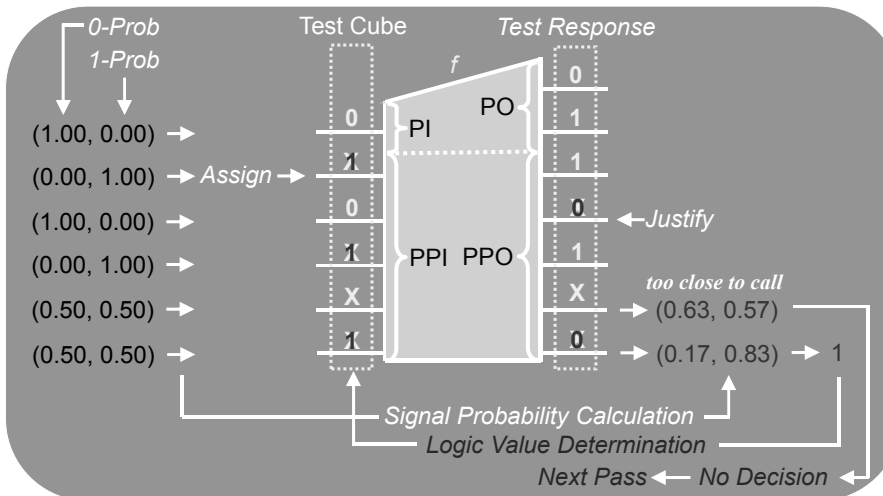 0-Prob
1-Prob
Test Cube
Test Response
f
(1.00, 0.00)
(0.00, 1.00)
(1.00, 0.00)
(0.00, 1.00)
(0.50, 0.50)
(0.50, 0.50)
Assign
0
1
0
1
X
1
PI
PO
PPI
PPO
0
1
1
0
1
X
0
Justify
too close to call
(0.63, 0.57)
(0.17, 0.83)
1
Signal Probability Calculation
Logic Value Determination
Next Pass
No Decision